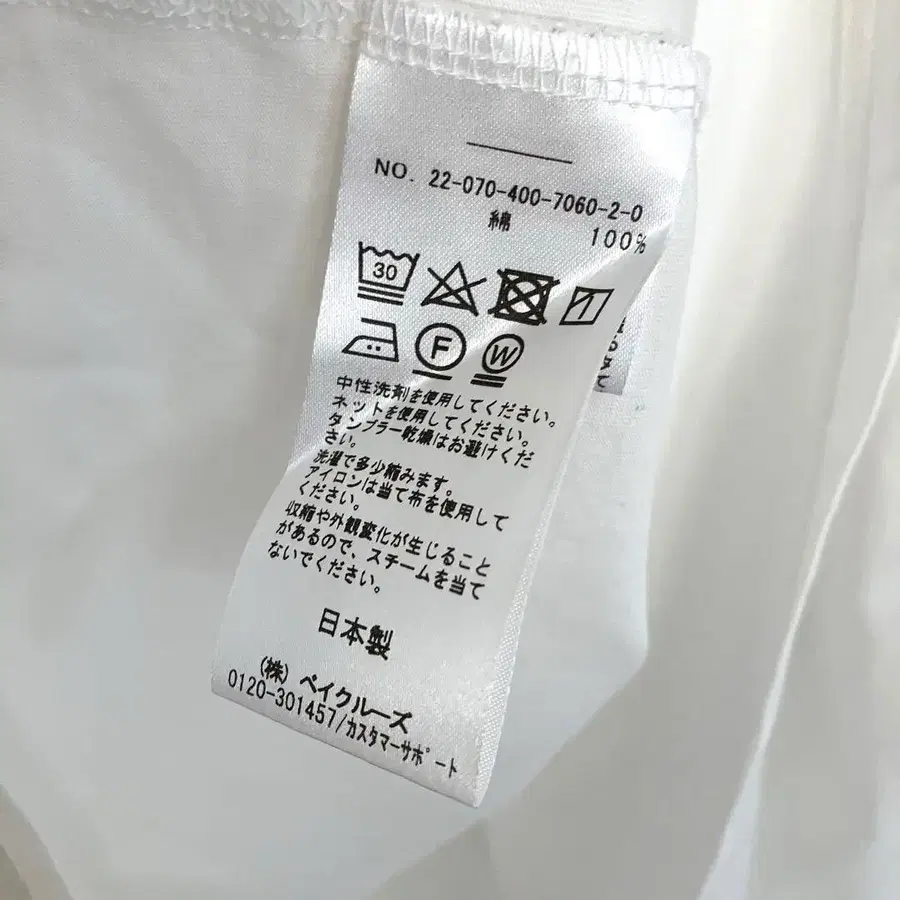 NO. 22-070-400-7060-2-0
綿 100%
30
F W
中性洗剤を使用してください。
ネットを使用してください。
タンブラー乾燥はお避けくだ
さい。
洗濯で多少縮みます。
アイロンは当て布を使用して
ください。
収縮や外観変化が生じること
があるので、スチームを当て
ないでください。
日本製
(株) ベイクルーズ
0120-301457/カスタマーサポート